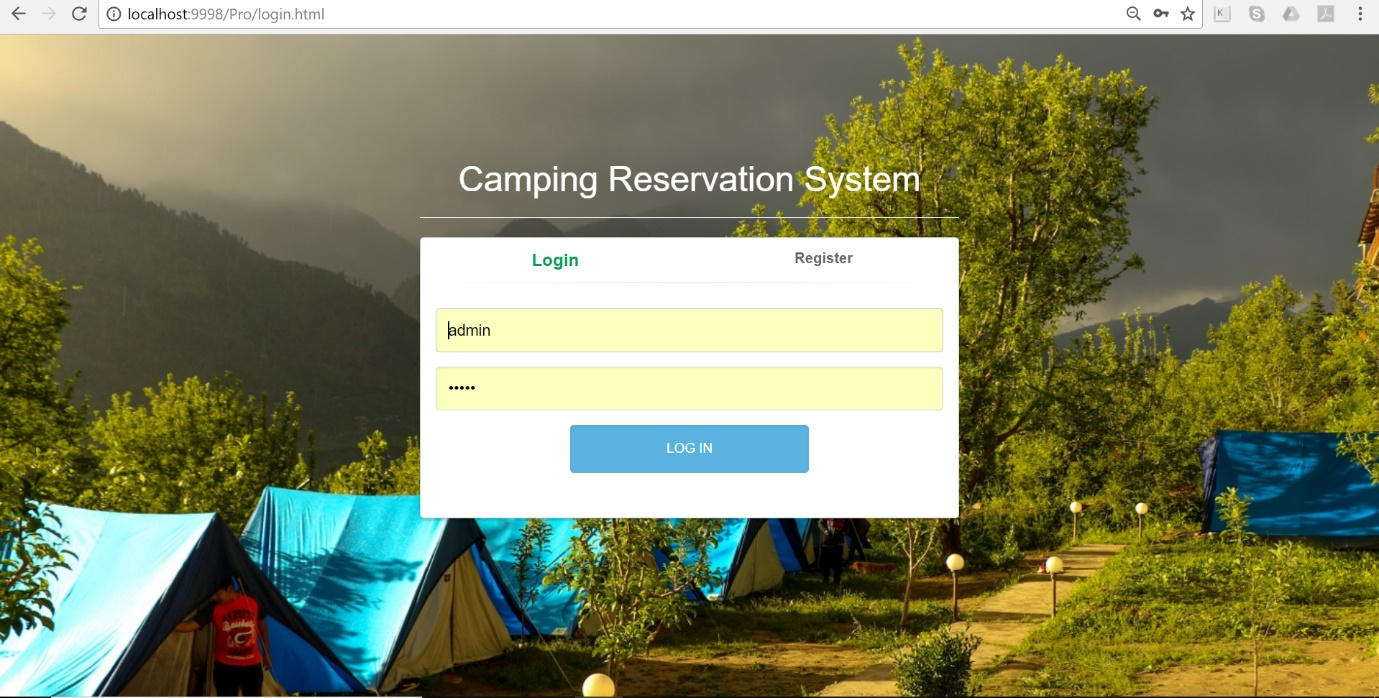 localhost:9998/Pro/login.html
Camping Reservation System
Login
Register
admin
•••••
LOG IN